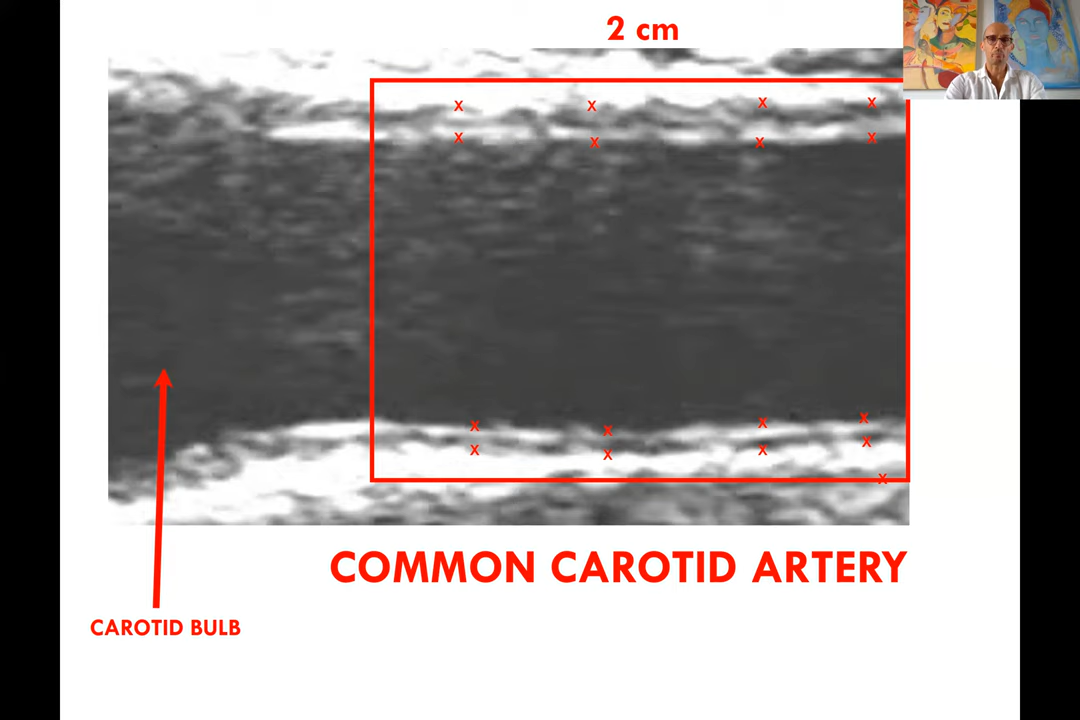 2 cm
x x x x
x x x x
x x x x
x x x x
x
COMMON CAROTID ARTERY
CAROTID BULB